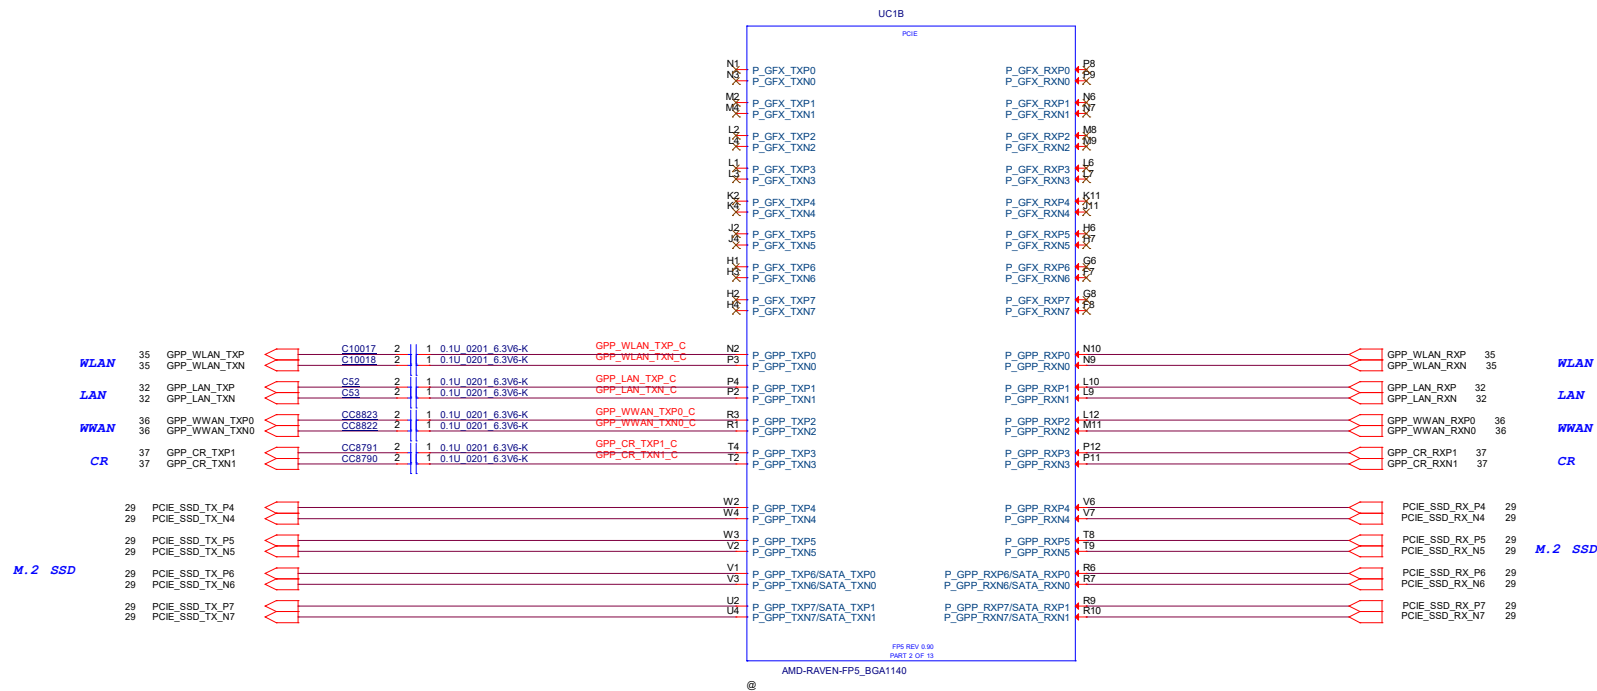 UC1B
PCIE
N1 P_GFX_TXP0 P_GFX_RXP0 P8
N3 P_GFX_TXN0 P_GFX_RXN0 P9
M2 P_GFX_TXP1 P_GFX_RXP1 N6
M4 P_GFX_TXN1 P_GFX_RXN1 N7
L2 P_GFX_TXP2 P_GFX_RXP2 M8
L4 P_GFX_TXN2 P_GFX_RXN2 M9
L1 P_GFX_TXP3 P_GFX_RXP3 L6
L3 P_GFX_TXN3 P_GFX_RXN3 L7
K2 P_GFX_TXP4 P_GFX_RXP4 K11
K4 P_GFX_TXN4 P_GFX_RXN4 J11
J2 P_GFX_TXP5 P_GFX_RXP5 H6
J4 P_GFX_TXN5 P_GFX_RXN5 H7
H1 P_GFX_TXP6 P_GFX_RXP6 G6
H3 P_GFX_TXN6 P_GFX_RXN6 F7
H2 P_GFX_TXP7 P_GFX_RXP7 G8
H4 P_GFX_TXN7 P_GFX_RXN7 F8
35 GPP_WLAN_TXP C10017 2 1 0.1U_0201_6.3V6-K GPP_WLAN_TXP_C N2 P_GPP_TXP0 P_GPP_RXP0 N10 GPP_WLAN_RXP 35
WLAN WLAN
35 GPP_WLAN_TXN C10018 2 1 0.1U_0201_6.3V6-K GPP_WLAN_TXN_C P3 P_GPP_TXN0 P_GPP_RXN0 N9 GPP_WLAN_RXN 35
32 GPP_LAN_TXP C52 2 1 0.1U_0201_6.3V6-K GPP_LAN_TXP_C P4 P_GPP_TXP1 P_GPP_RXP1 L10 GPP_LAN_RXP 32
LAN LAN
32 GPP_LAN_TXN C53 2 1 0.1U_0201_6.3V6-K GPP_LAN_TXN_C P2 P_GPP_TXN1 P_GPP_RXN1 L9 GPP_LAN_RXN 32
36 GPP_WWAN_TXP0 CC8823 2 1 0.1U_0201_6.3V6-K GPP_WWAN_TXP0_C R3 P_GPP_TXP2 P_GPP_RXP2 L12 GPP_WWAN_RXP0 36
WWAN WWAN
36 GPP_WWAN_TXN0 CC8822 2 1 0.1U_0201_6.3V6-K GPP_WWAN_TXN0_C R1 P_GPP_TXN2 P_GPP_RXN2 M11 GPP_WWAN_RXN0 36
37 GPP_CR_TXP1 CC8791 2 1 0.1U_0201_6.3V6-K GPP_CR_TXP1_C T4 P_GPP_TXP3 P_GPP_RXP3 P12 GPP_CR_RXP1 37
CR CR
37 GPP_CR_TXN1 CC8790 2 1 0.1U_0201_6.3V6-K GPP_CR_TXN1_C T2 P_GPP_TXN3 P_GPP_RXN3 P11 GPP_CR_RXN1 37
29 PCIE_SSD_TX_P4 W2 P_GPP_TXP4 P_GPP_RXP4 V6 PCIE_SSD_RX_P4 29
29 PCIE_SSD_TX_N4 W4 P_GPP_TXN4 P_GPP_RXN4 V7 PCIE_SSD_RX_N4 29
29 PCIE_SSD_TX_P5 W3 P_GPP_TXP5 P_GPP_RXP5 T8 PCIE_SSD_RX_P5 29
29 PCIE_SSD_TX_N5 V2 P_GPP_TXN5 P_GPP_RXN5 T9 PCIE_SSD_RX_N5 29 M.2 SSD
M.2 SSD 29 PCIE_SSD_TX_P6 V1 P_GPP_TXP6/SATA_TXP0 P_GPP_RXP6/SATA_RXP0 R6 PCIE_SSD_RX_P6 29
29 PCIE_SSD_TX_N6 V3 P_GPP_TXN6/SATA_TXN0 P_GPP_RXN6/SATA_RXN0 R7 PCIE_SSD_RX_N6 29
29 PCIE_SSD_TX_P7 U2 P_GPP_TXP7/SATA_TXP1 P_GPP_RXP7/SATA_RXP1 R9 PCIE_SSD_RX_P7 29
29 PCIE_SSD_TX_N7 U4 P_GPP_TXN7/SATA_TXN1 P_GPP_RXN7/SATA_RXN1 R10 PCIE_SSD_RX_N7 29
FP5 REV 0.90
PART 2 OF 13
AMD-RAVEN-FP5_BGA1140
@